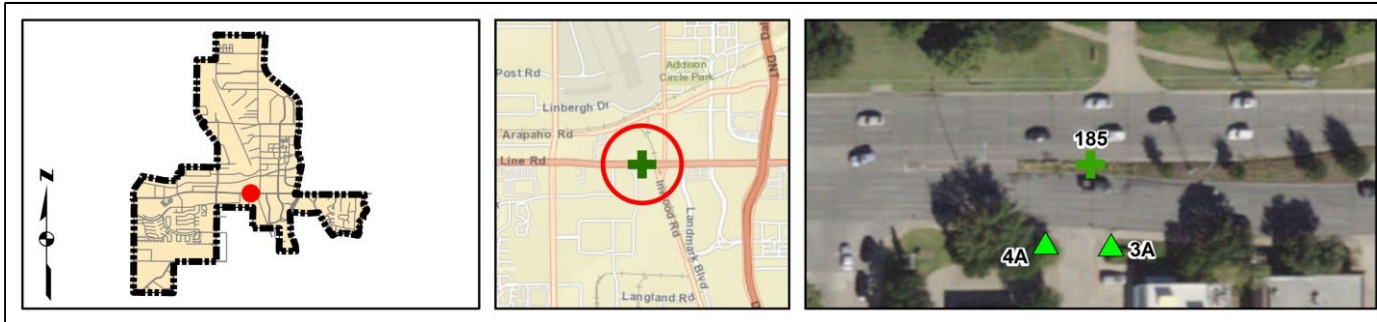 N
Post Rd
Addison
Circle Park
DNT
Linbergh Dr
Arapaho Rd
Line Rd
Inwood Rd
Landmark Blvd
Langland Rd
185
4A
3A